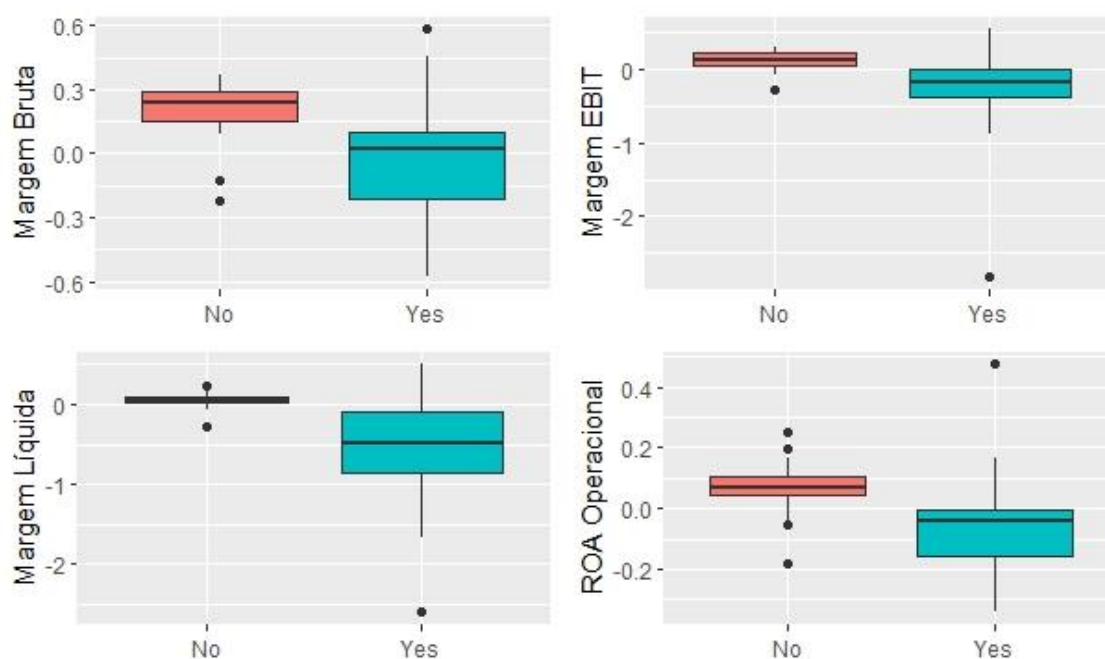 Margem Bruta
0.6
0.3
0.0
-0.3
-0.6
No Yes
Margem EBIT
0
-1
-2
No Yes
Margem Líquida
0
-1
-2
No Yes
ROA Operacional
0.4
0.2
0.0
-0.2
No Yes